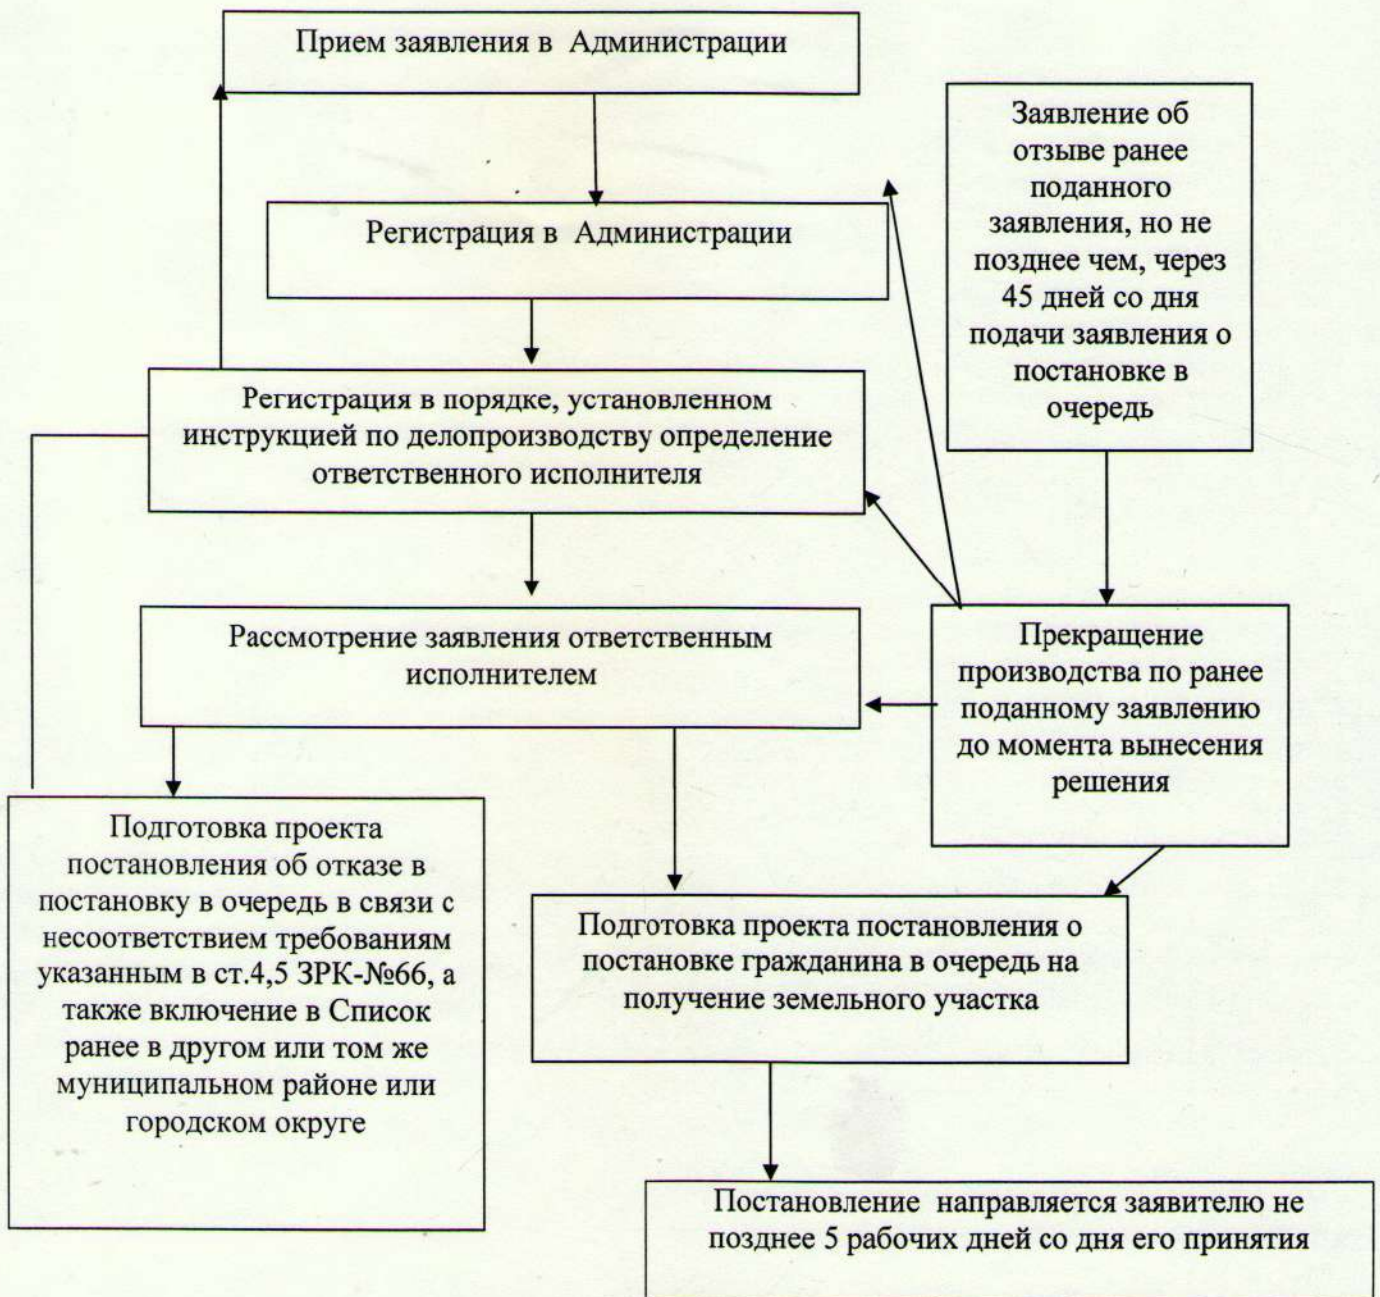 Прием заявления в Администрации
Заявление об
отзыве ранее
поданного
заявления, но не
позднее чем, через
45 дней со дня
подачи заявления о
постановке в
очередь
Регистрация в Администрации
Регистрация в порядке, установленном
инструкцией по делопроизводству определение
ответственного исполнителя
Рассмотрение заявления ответственным
исполнителем
Прекращение
производства по ранее
поданному заявлению
до момента вынесения
решения
Подготовка проекта
постановления об отказе в
постановку в очередь в связи с
несоответствием требованиям
указанным в ст.4,5 ЗРК-№66, а
также включение в Список
ранее в другом или том же
муниципальном районе или
городском округе
Подготовка проекта постановления о
постановке гражданина в очередь на
получение земельного участка
Постановление направляется заявителю не
позднее 5 рабочих дней со дня его принятия